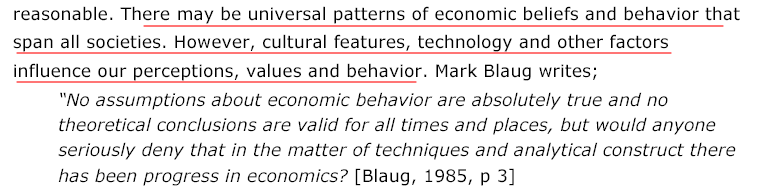 reasonable. There may be universal patterns of economic beliefs and behavior that
span all societies. However, cultural features, technology and other factors
influence our perceptions, values and behavior. Mark Blaug writes;
“No assumptions about economic behavior are absolutely true and no
theoretical conclusions are valid for all times and places, but would anyone
seriously deny that in the matter of techniques and analytical construct there
has been progress in economics? [Blaug, 1985, p 3]